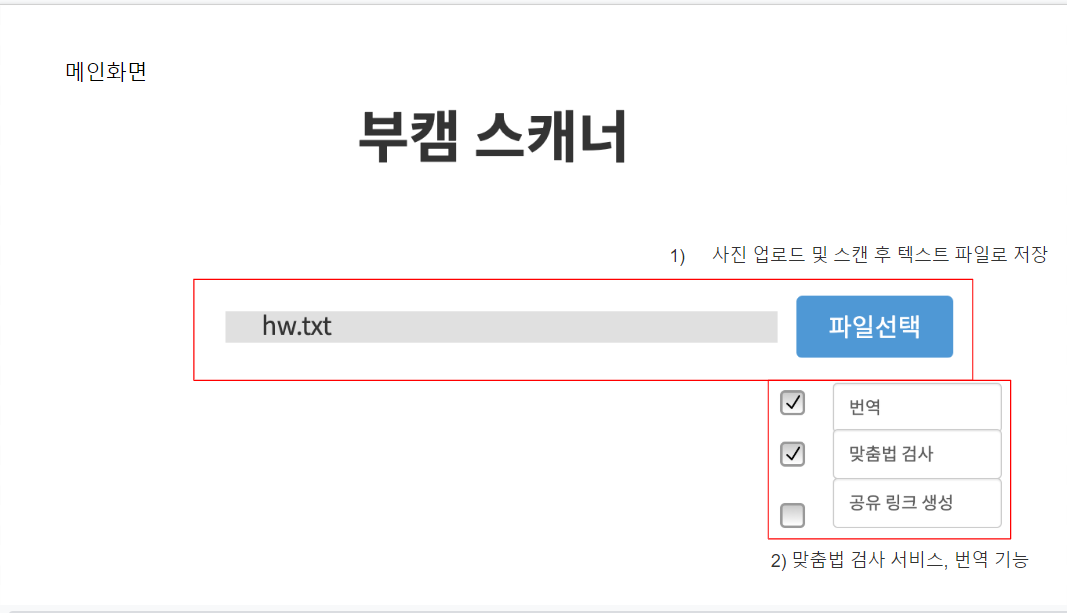 메인화면
부캠 스캐너
1) 사진 업로드 및 스캔 후 텍스트 파일로 저장
hw.txt 파일선택
번역
맞춤법 검사
공유 링크 생성
2) 맞춤법 검사 서비스, 번역 기능